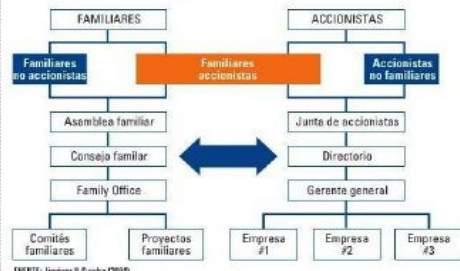 FAMILIARES
ACCIONISTAS
Familiares
no accionistas
Familiares
accionistas
Accionistas
no familiares
Asamblea familiar
Junta de accionistas
Consejo familar
Directorio
Family Office
Gerente general
Comités
familiares
Proyectos
familiares
Empresa
#1
Empresa
#2
Empresa
#3
FUENTE: